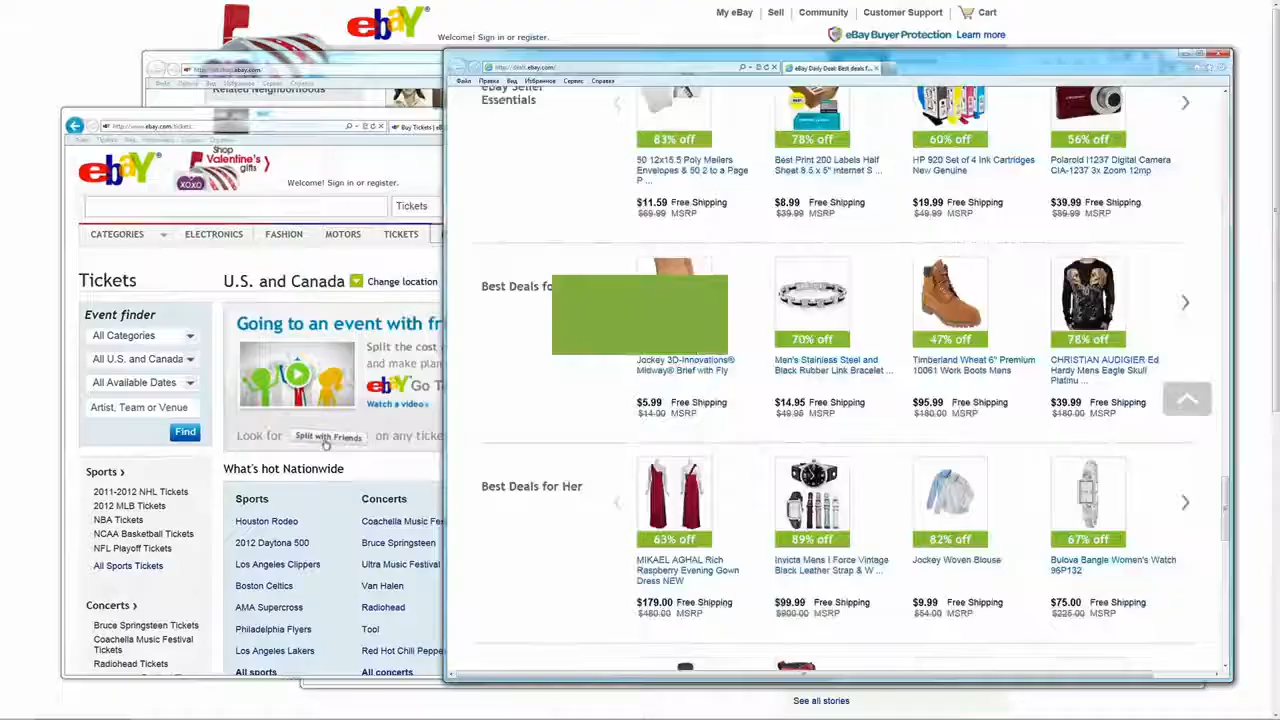 ebaY
Welcome! Sign in or register.
My eBay
Sell
Community
Customer Support
Cart
eBay Buyer Protection Learn more
Related Neighborhoods
http://www.ebay.com/tickets
Buy Tickets | eB
ebaY
Shop
Valentine's
gifts
XOXO
Welcome! Sign in or register.
Tickets
CATEGORIES
ELECTRONICS
FASHION
MOTORS
TICKETS
Tickets
U.S. and Canada
Change location
Event finder
All Categories
All U.S. and Canada
All Available Dates
Artist, Team or Venue
Find
Going to an event with fr
Split the cost
and make plan
ebaY Go T
Watch a video
Look for
Split with Friends
on any ticke
Sports
2011-2012 NHL Tickets
2012 MLB Tickets
NBA Tickets
NCAA Basketball Tickets
NFL Playoff Tickets
All Sports Tickets
Concerts
Bruce Springsteen Tickets
Coachella Music Festival
Tickets
Radiohead Tickets
What's hot Nationwide
Sports
Houston Rodeo
2012 Daytona 500
Los Angeles Clippers
Boston Celtics
AMA Supercross
Philadelphia Flyers
Los Angeles Lakers
All sports
Concerts
Coachella Music Fes
Bruce Springsteen
Ultra Music Festival
Van Halen
Radiohead
Tool
Red Hot Chili Peppe
All concerts
http://deals.ebay.com/
eBay Daily Deal: Best deals f...
Файл Правка Вид Избранное Сервис Справка
eBay Seller
Essentials
83% off
78% off
60% off
56% off
50 12x15.5 Poly Mailers
Envelopes & 50 2 to a Page
P ...
$11.59 Free Shipping
$69.99 MSRP
Best Print 200 Labels Half
Sheet 8.5 x 5" Internet S ...
$8.99 Free Shipping
$39.99 MSRP
HP 920 Set of 4 Ink Cartridges
New Genuine
$19.99 Free Shipping
$49.99 MSRP
Polaroid I1237 Digital Camera
CIA-1237 3x Zoom 12mp
$39.99 Free Shipping
$89.99 MSRP
Best Deals fo
70% off
47% off
78% off
Jockey 3D-Innovations®
Midway® Brief with Fly
$5.99 Free Shipping
$14.00 MSRP
Men's Stainless Steel and
Black Rubber Link Bracelet ...
$14.95 Free Shipping
$49.95 MSRP
Timberland Wheat 6" Premium
10061 Work Boots Mens
$95.99 Free Shipping
$180.00 MSRP
CHRISTIAN AUDIGIER Ed
Hardy Mens Eagle Skull
Platinu ...
$39.99 Free Shipping
$180.00 MSRP
Best Deals for Her
63% off
89% off
82% off
67% off
MIKAEL AGHAL Rich
Raspberry Evening Gown
Dress NEW
$179.00 Free Shipping
$480.00 MSRP
Invicta Mens I Force Vintage
Black Leather Strap & W ...
$99.99 Free Shipping
$900.00 MSRP
Jockey Woven Blouse
$9.99 Free Shipping
$54.00 MSRP
Bulova Bangle Women's Watch
96P132
$75.00 Free Shipping
$225.00 MSRP
See all stories